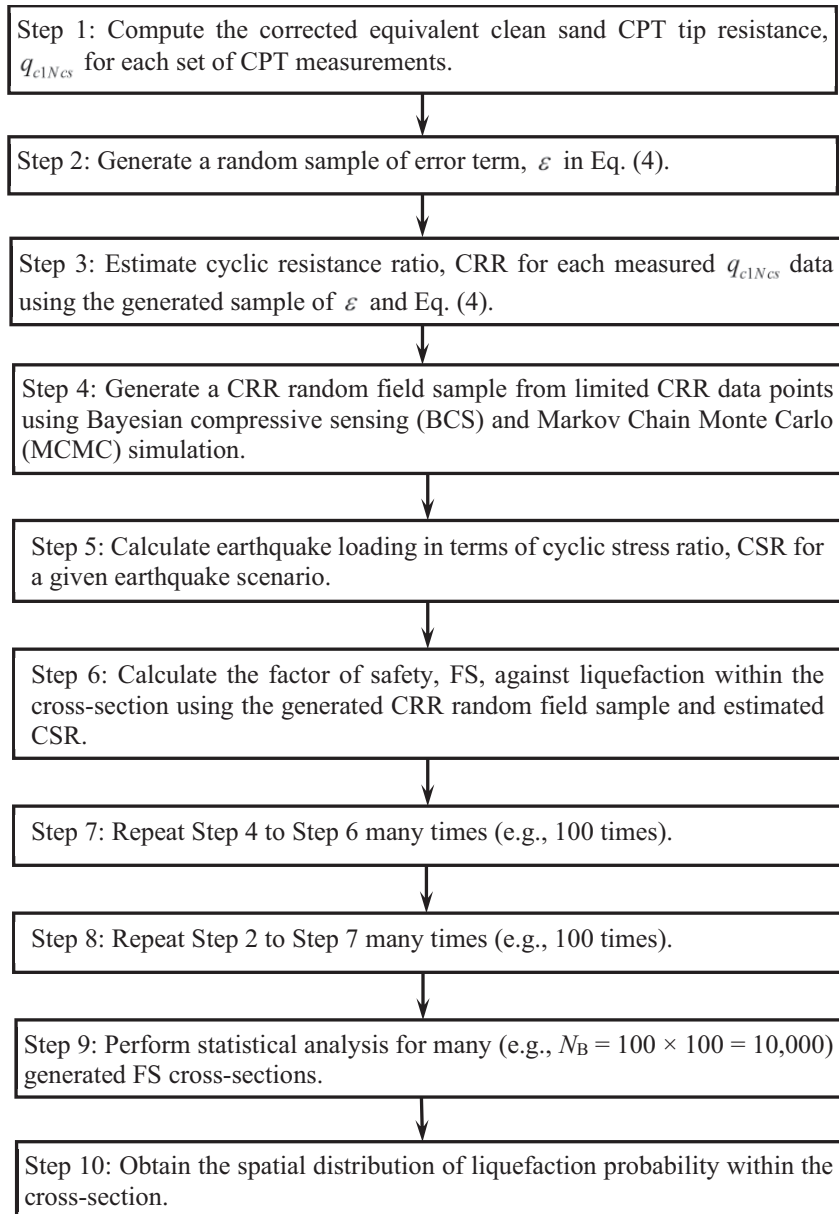 Step 1: Compute the corrected equivalent clean sand CPT tip resistance,
q_{c1Ncs} for each set of CPT measurements.
Step 2: Generate a random sample of error term, ε in Eq. (4).
Step 3: Estimate cyclic resistance ratio, CRR for each measured q_{c1Ncs} data
using the generated sample of ε and Eq. (4).
Step 4: Generate a CRR random field sample from limited CRR data points
using Bayesian compressive sensing (BCS) and Markov Chain Monte Carlo
(MCMC) simulation.
Step 5: Calculate earthquake loading in terms of cyclic stress ratio, CSR for
a given earthquake scenario.
Step 6: Calculate the factor of safety, FS, against liquefaction within the
cross-section using the generated CRR random field sample and estimated
CSR.
Step 7: Repeat Step 4 to Step 6 many times (e.g., 100 times).
Step 8: Repeat Step 2 to Step 7 many times (e.g., 100 times).
Step 9: Perform statistical analysis for many (e.g., N_B = 100 × 100 = 10,000)
generated FS cross-sections.
Step 10: Obtain the spatial distribution of liquefaction probability within the
cross-section.